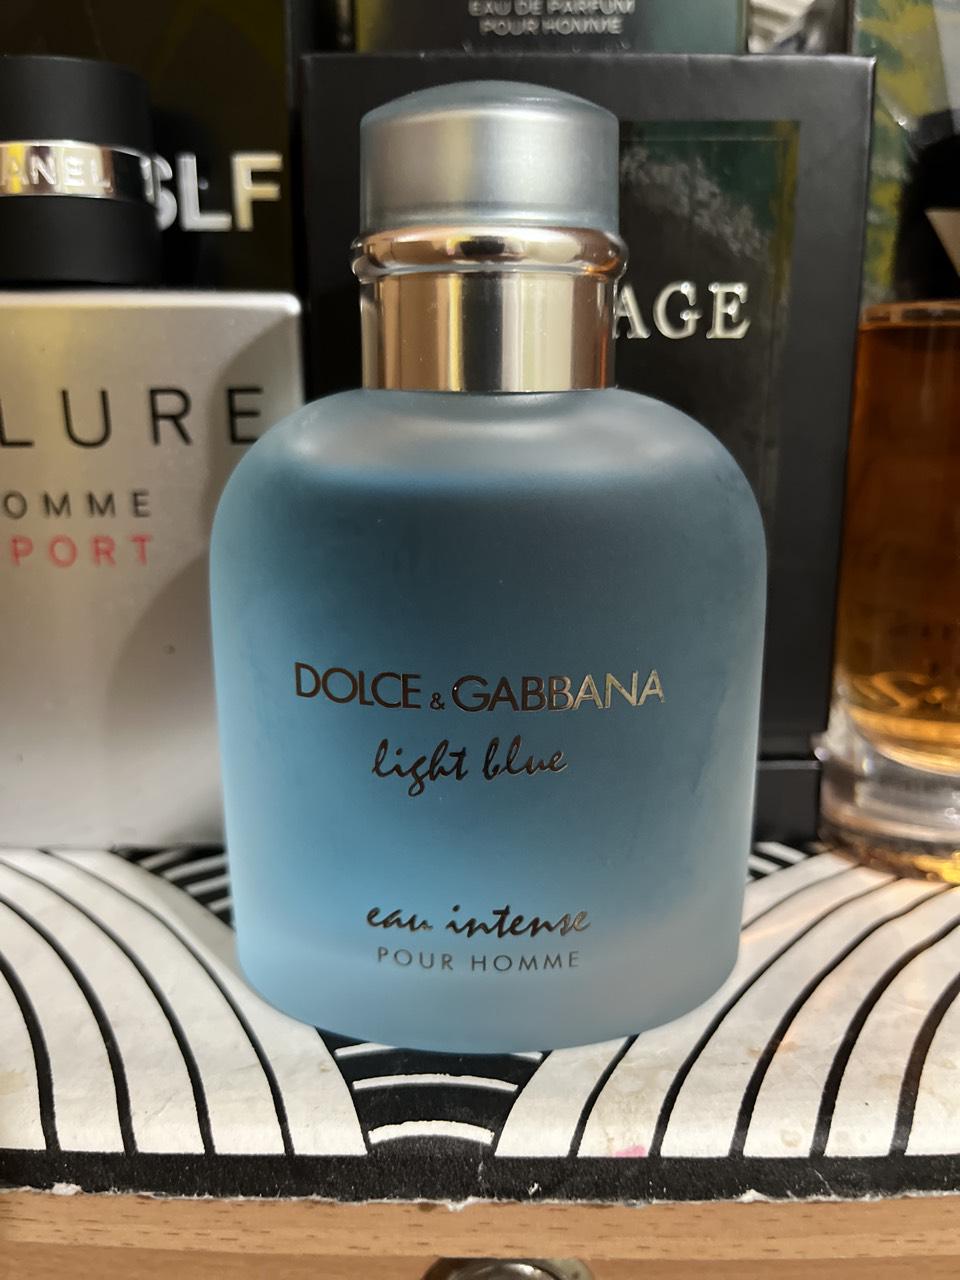 EAU DE PARFUM
POUR HOMME
ANEL
SLF
AGE
LURE
OMME
PORT
DOLCE & GABBANA
light blue
eau intense
POUR HOMME